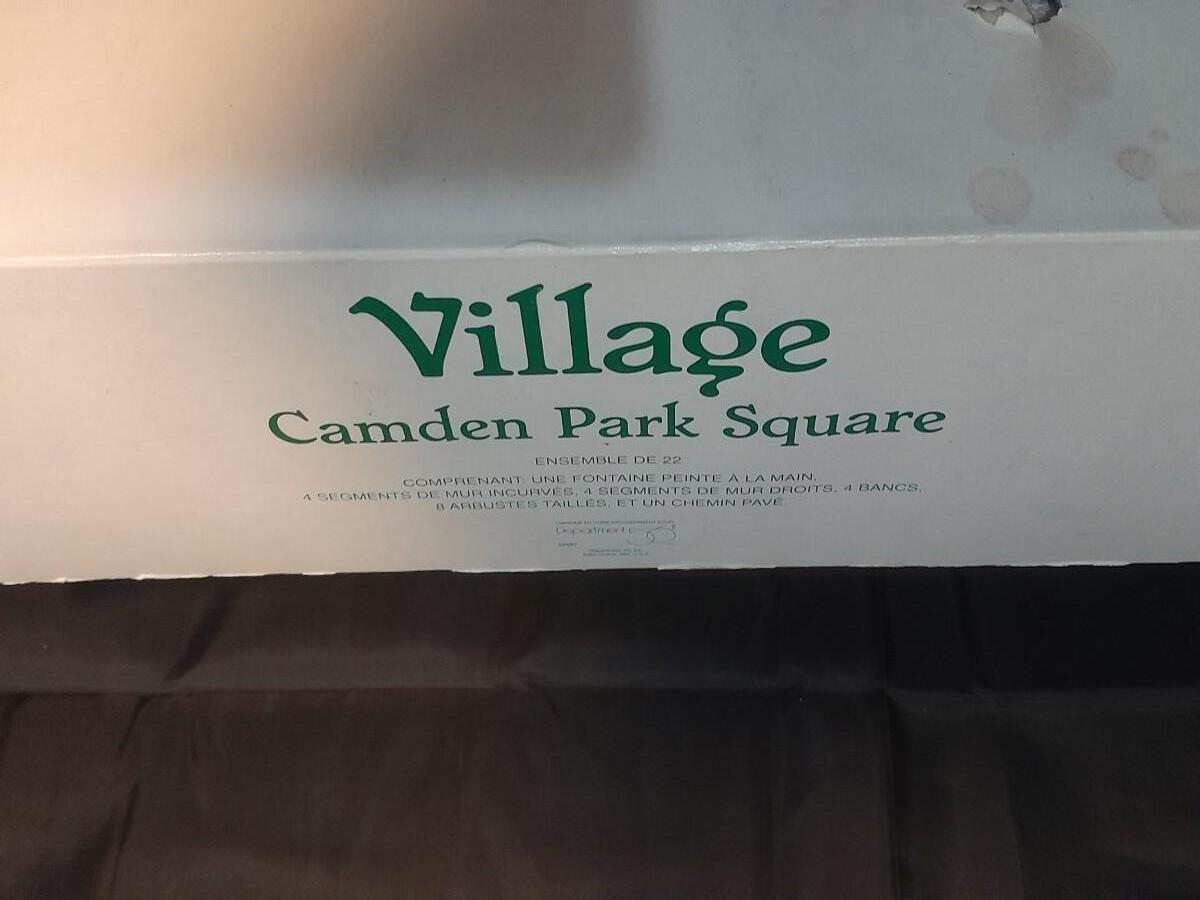 Village
Camden Park Square
ENSEMBLE DE 22
COMPRENANT: UNE FONTAINE PEINTE À LA MAIN,
4 SEGMENTS DE MUR INCURVÉS, 4 SEGMENTS DE MUR DROITS, 4 BANCS,
8 ARBUSTES TAILLÉS, ET UN CHEMIN PAVÉ.
Department 56